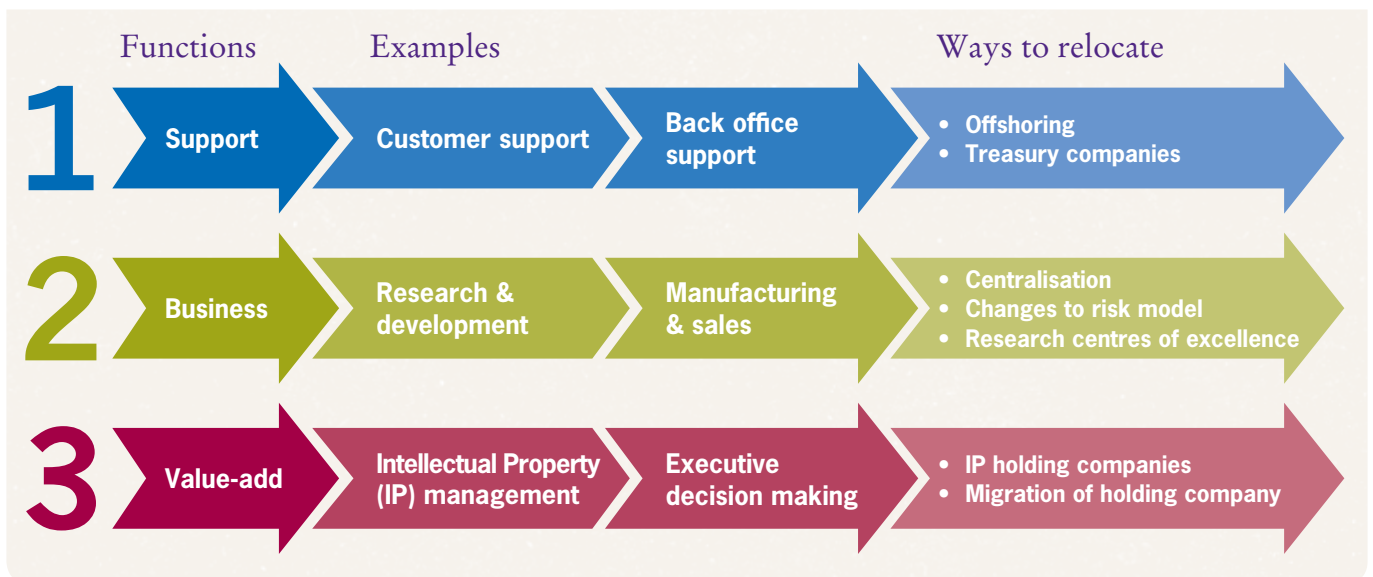 Functions
Examples
Ways to relocate
1
Support
Customer support
Back office
support
• Offshoring
• Treasury companies
2
Business
Research &
development
Manufacturing
& sales
• Centralisation
• Changes to risk model
• Research centres of excellence
3
Value-add
Intellectual Property
(IP) management
Executive
decision making
• IP holding companies
• Migration of holding company